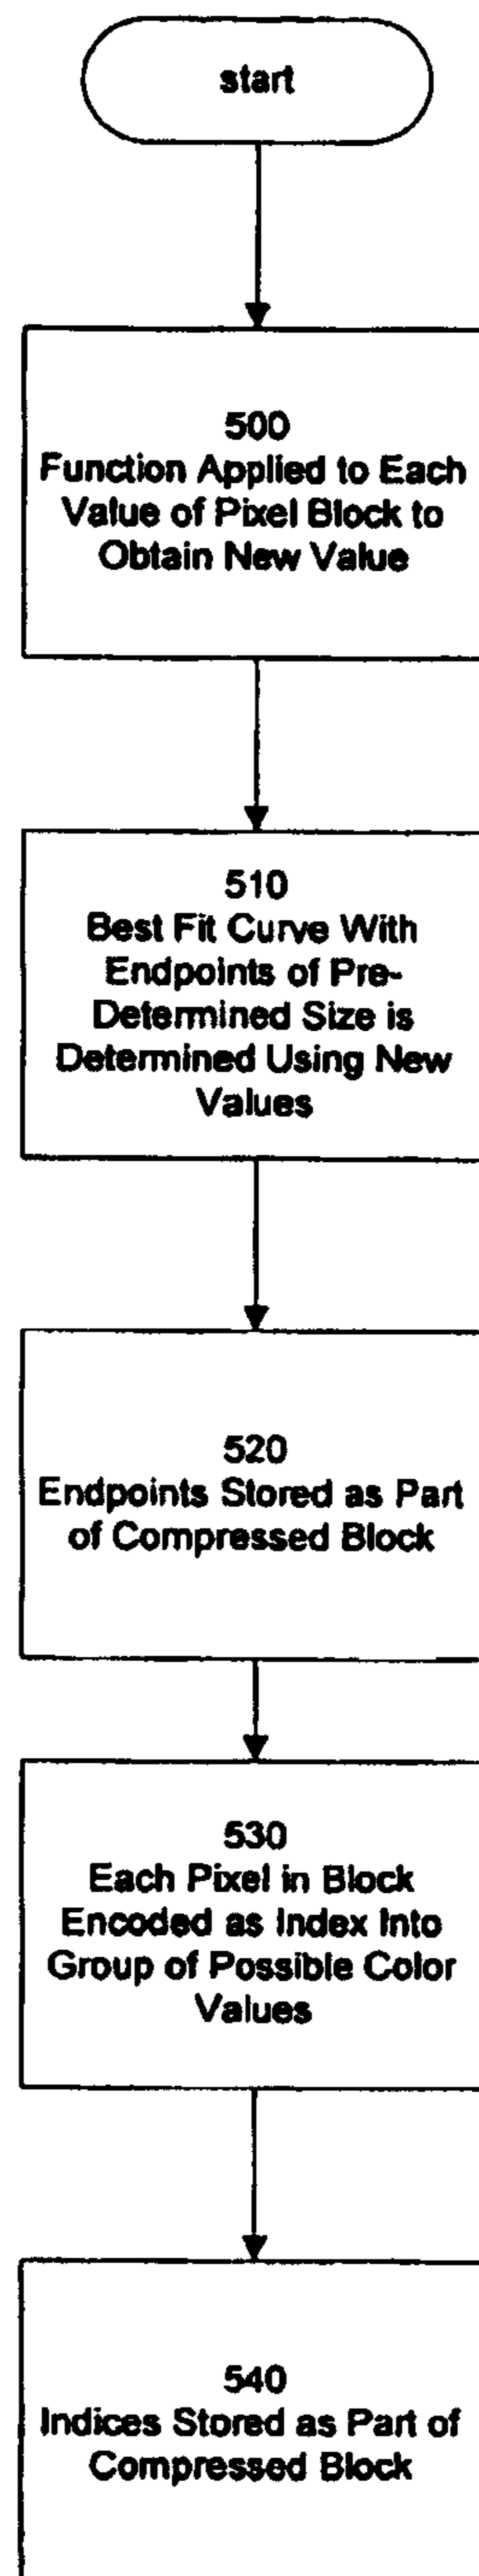 start
500
Function Applied to Each
Value of Pixel Block to
Obtain New Value
510
Best Fit Curve With
Endpoints of Pre-
Determined Size is
Determined Using New
Values
520
Endpoints Stored as Part
of Compressed Block
530
Each Pixel in Block
Encoded as Index Into
Group of Possible Color
Values
540
Indices Stored as Part of
Compressed Block